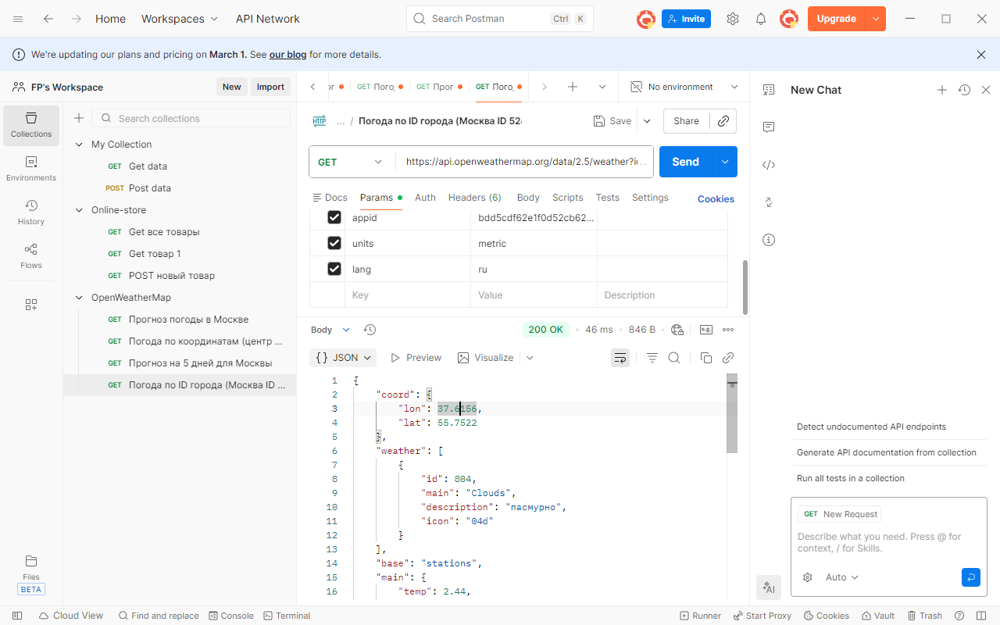 Home Workspaces API Network Search Postman Ctrl K Invite Upgrade
We're updating our plans and pricing on March 1. See our blog for more details.
FP's Workspace New Import
GET Пого, GET Прог GET Пого, No environment
New Chat
Collections
Environments
History
Flows
Files
BETA
Search collections
My Collection
GET Get data
POST Post data
Online-store
GET Get все товары
GET Get товар 1
GET POST новый товар
OpenWeatherMap
GET Прогноз погоды в Москве
GET Погода по координатам (центр ...
GET Прогноз на 5 дней для Москвы
GET Погода по ID города (Москва ID ...
HTTP ... / Погода по ID города (Москва ID 52 Save Share
GET https://api.openweathermap.org/data/2.5/weather?i... Send
Docs Params Auth Headers (6) Body Scripts Tests Settings Cookies
appid bdd5cdf62e1f0d52cb62...
units metric
lang ru
Key Value Description
Body 200 OK 46 ms 846 B e.g.
{} JSON Preview Visualize
1 {
2 "coord": {
3 "lon": 37.6156,
4 "lat": 55.7522
5 },
6 "weather": [
7 {
8 "id": 804,
9 "main": "Clouds",
10 "description": "пасмурно",
11 "icon": "04d"
12 }
13 ],
14 "base": "stations",
15 "main": {
16 "temp": 2.44,
Detect undocumented API endpoints
Generate API documentation from collection
Run all tests in a collection
GET New Request
Describe what you need. Press @ for
context, / for Skills.
Auto
AI
Cloud View Find and replace Console Terminal Runner Start Proxy Cookies Vault Trash